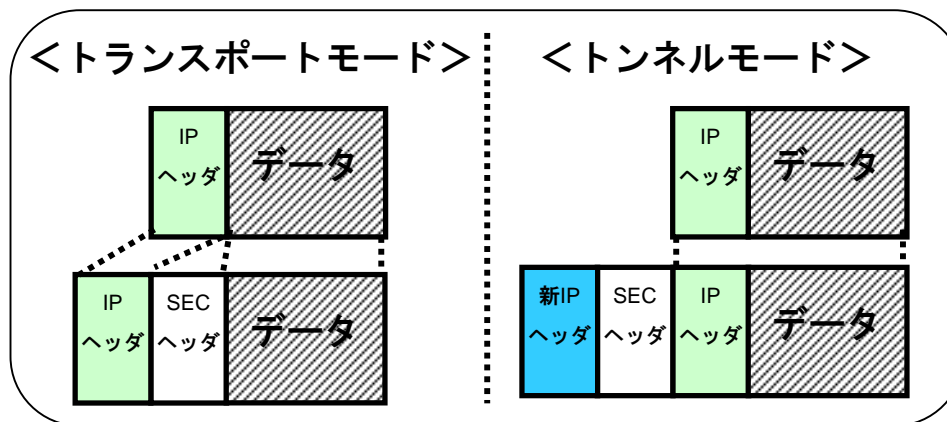 <トランスポートモード>
<トンネルモード>
IP
ヘッダ
データ
IP
ヘッダ
データ
IP
ヘッダ
SEC
ヘッダ
データ
新IP
ヘッダ
SEC
ヘッダ
IP
ヘッダ
データ